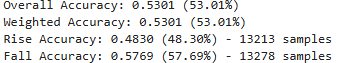 Overall Accuracy: 0.5301 (53.01%)
Weighted Accuracy: 0.5301 (53.01%)
Rise Accuracy: 0.4830 (48.30%) - 13213 samples
Fall Accuracy: 0.5769 (57.69%) - 13278 samples